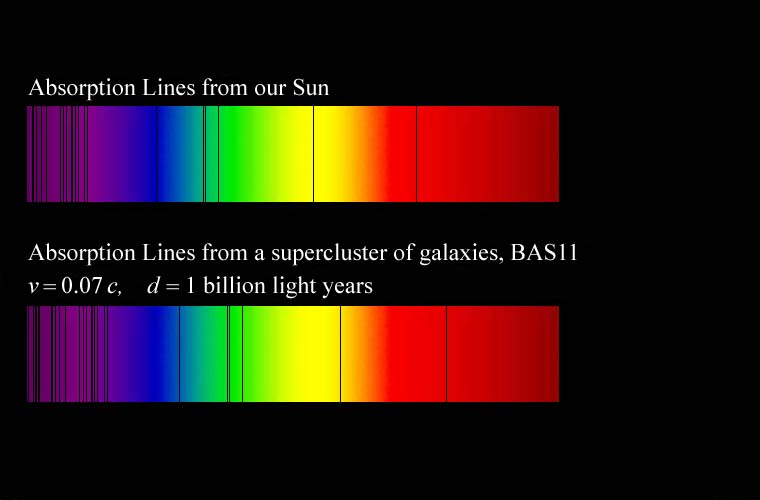 Absorption Lines from our Sun
Absorption Lines from a supercluster of galaxies, BAS11
v = 0.07 c, d = 1 billion light years